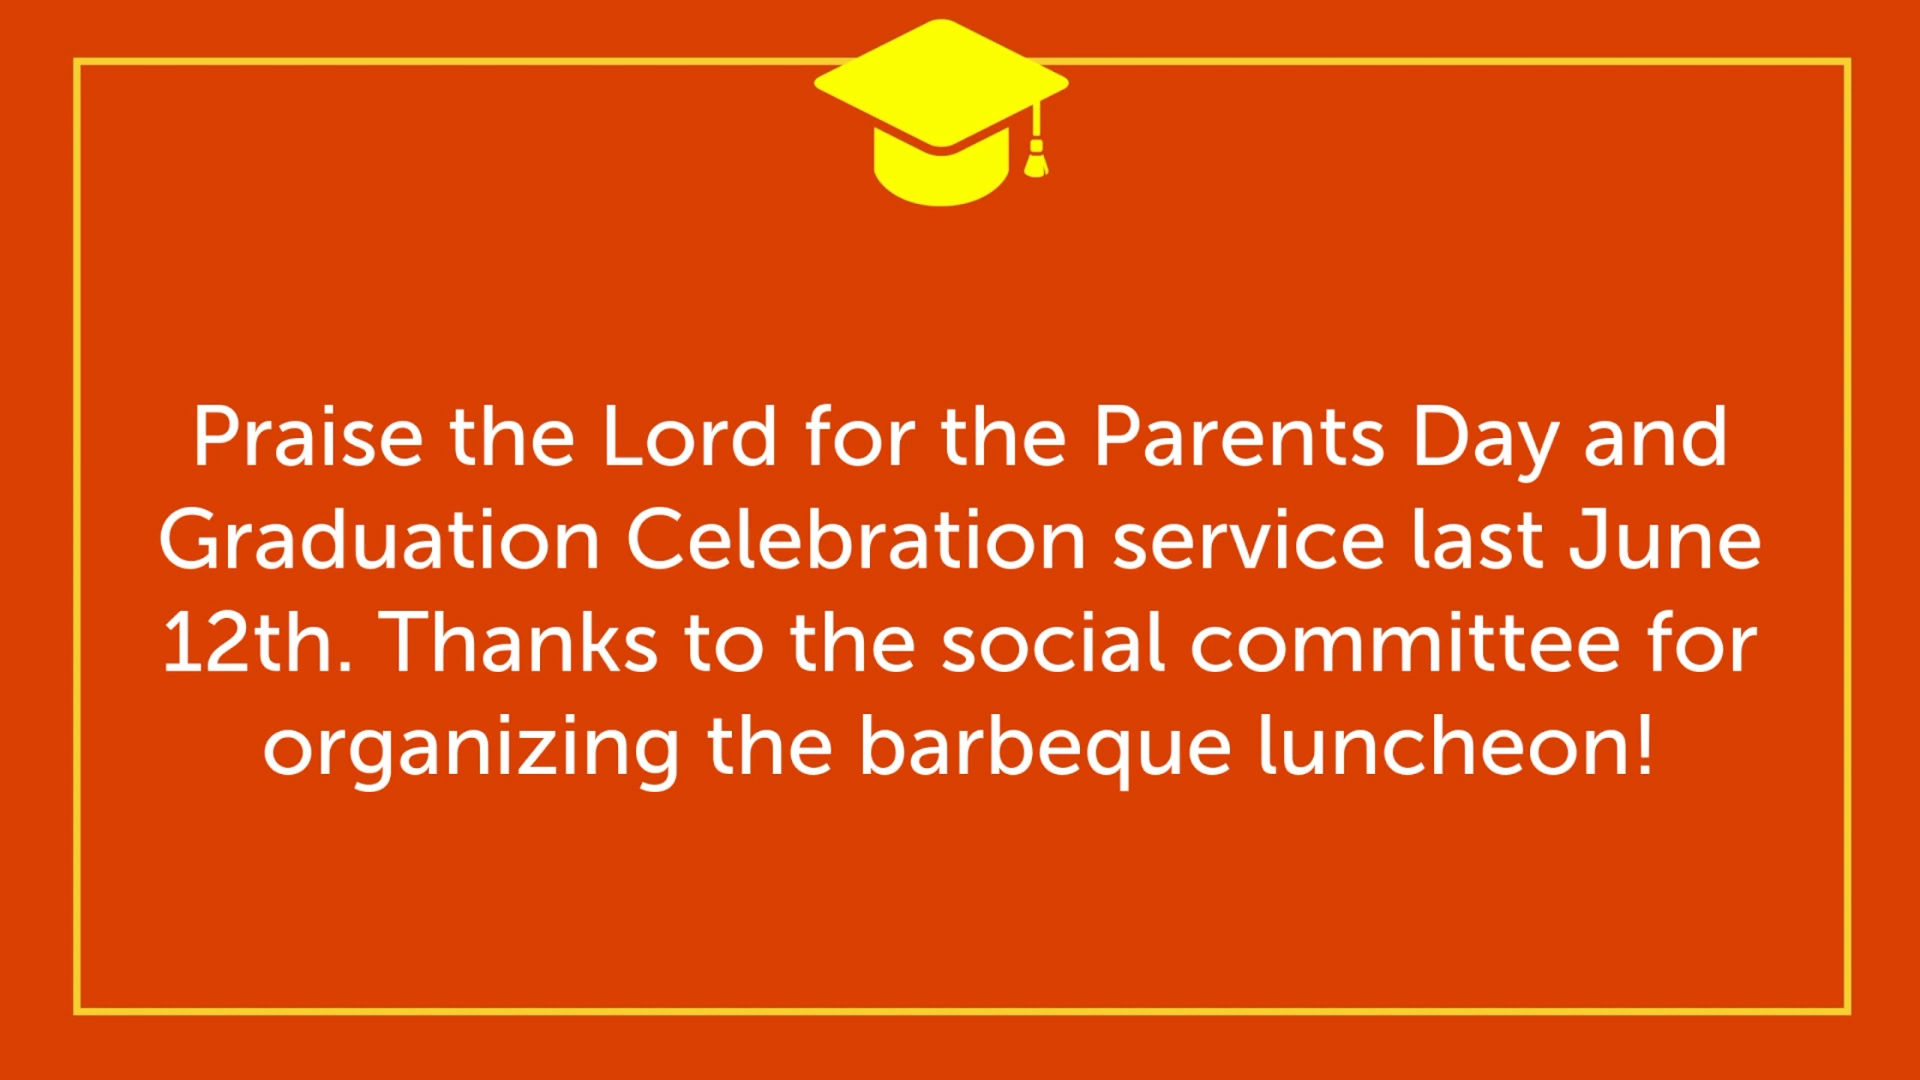 Praise the Lord for the Parents Day and
Graduation Celebration service last June
12th. Thanks to the social committee for
organizing the barbeque luncheon!